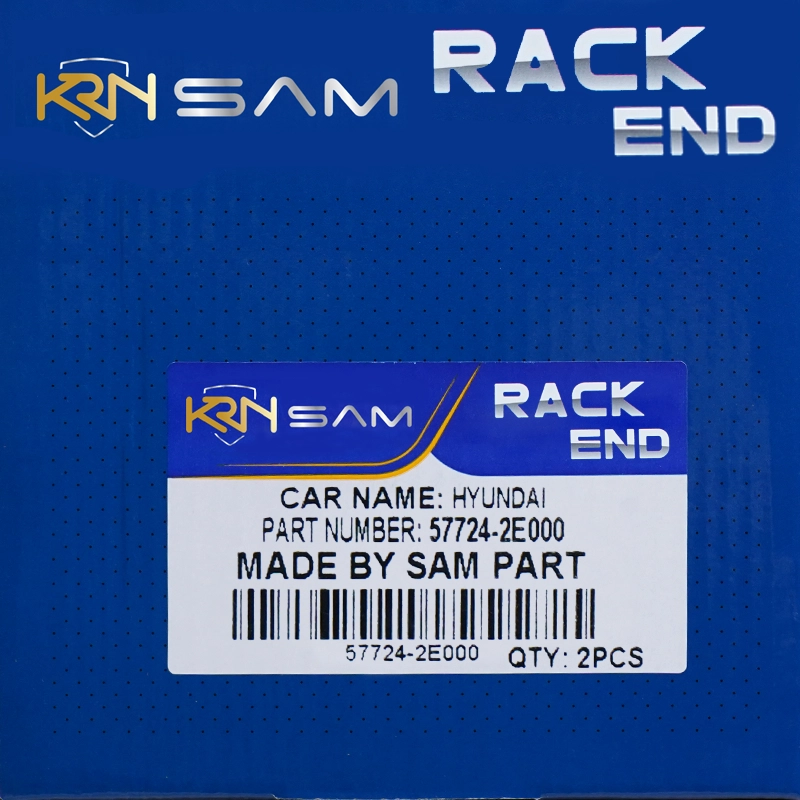 KRN SAM
RACK
END
KRN SAM
RACK
END
CAR NAME: HYUNDAI
PART NUMBER: 57724-2E000
MADE BY SAM PART
57724-2E000
QTY: 2PCS